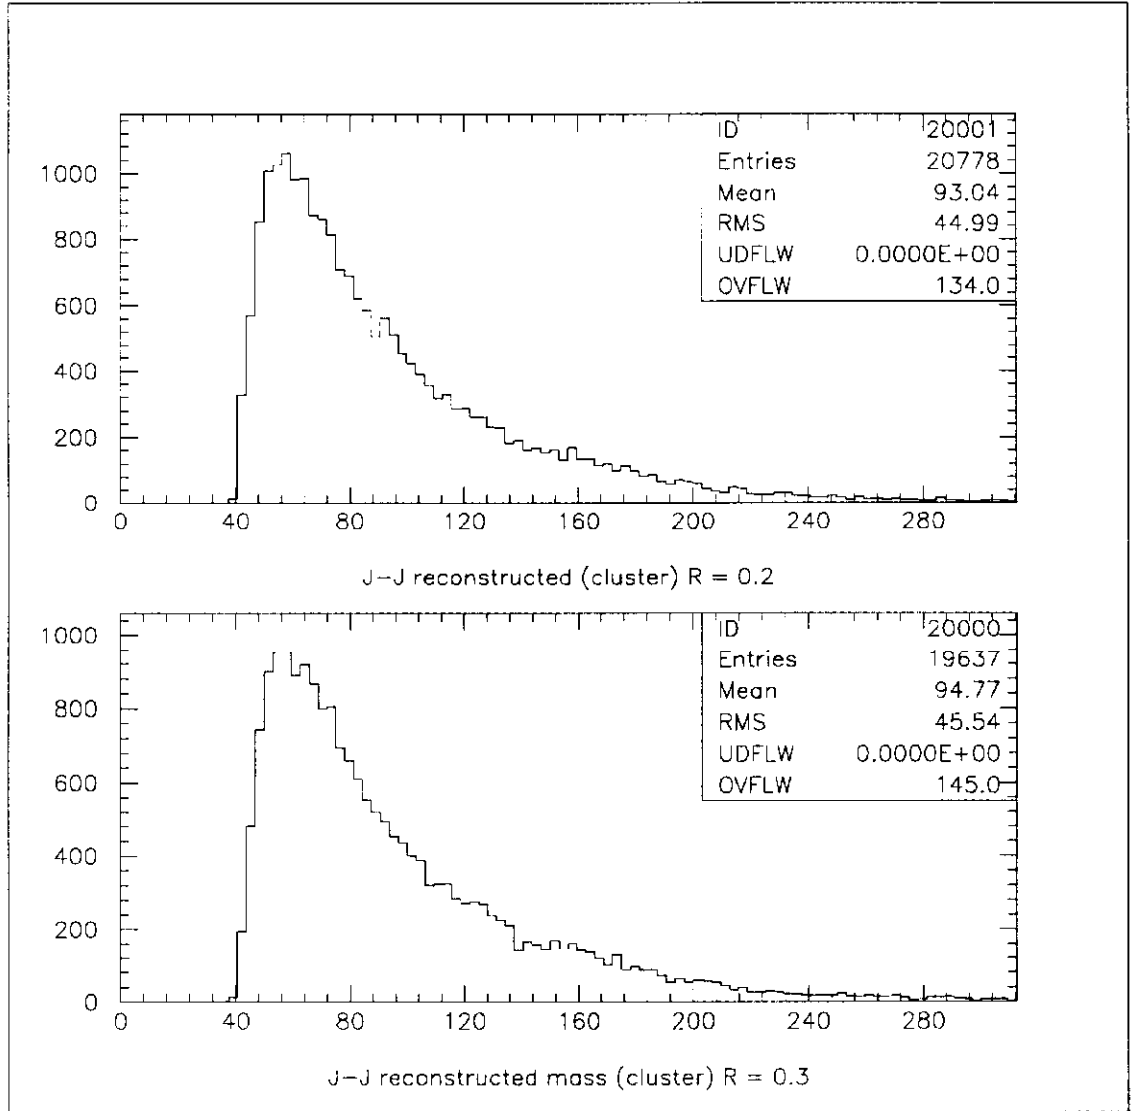 ID 20001
Entries 20778
Mean 93.04
RMS 44.99
UDFLW 0.0000E+00
OVFLW 134.0
1000
800
600
400
200
0
0 40 80 120 160 200 240 280
J-J reconstructed (cluster) R = 0.2
ID 20000
Entries 19637
Mean 94.77
RMS 45.54
UDFLW 0.0000E+00
OVFLW 145.0
1000
800
600
400
200
0
0 40 80 120 160 200 240 280
J-J reconstructed mass (cluster) R = 0.3